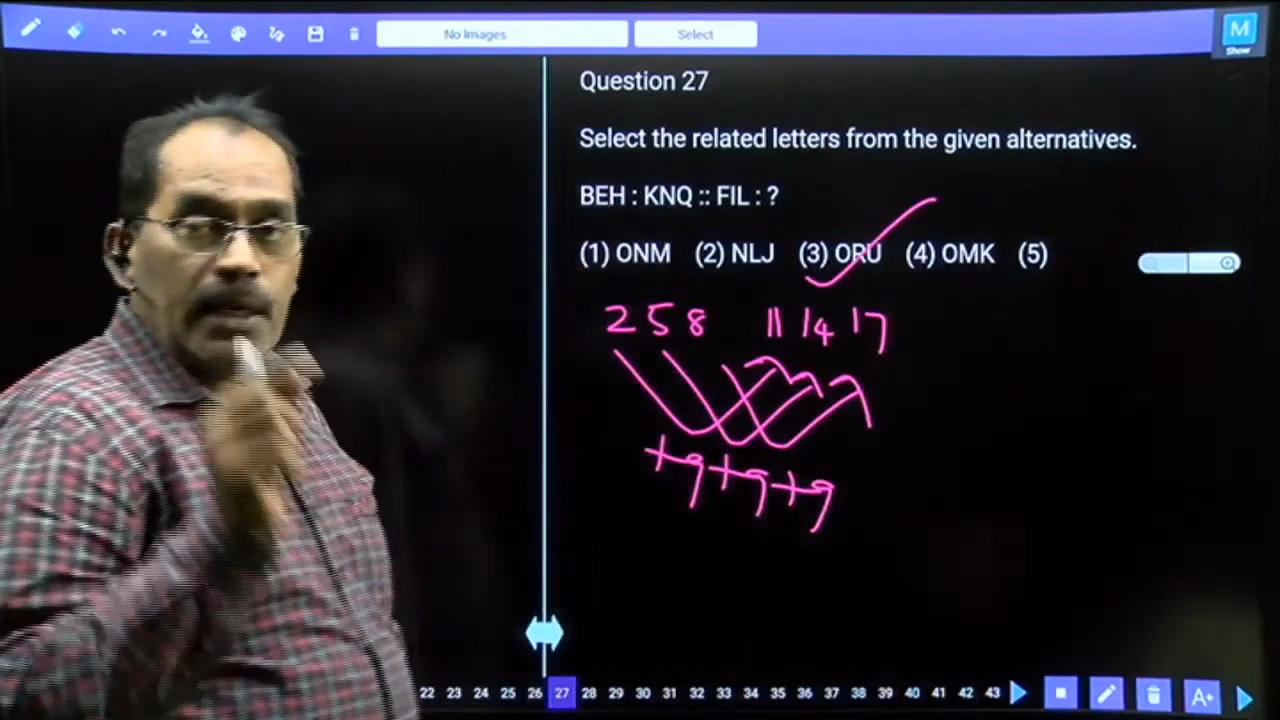 No Images Select
M
Show
Question 27
Select the related letters from the given alternatives.
BEH : KNQ :: FIL : ?
(1) ONM (2) NLJ (3) ORU (4) OMK (5)
2 5 8 11 14 17
+9 +9 +9
22 23 24 25 26 27 28 29 30 31 32 33 34 35 36 37 38 39 40 41 42 43
A+